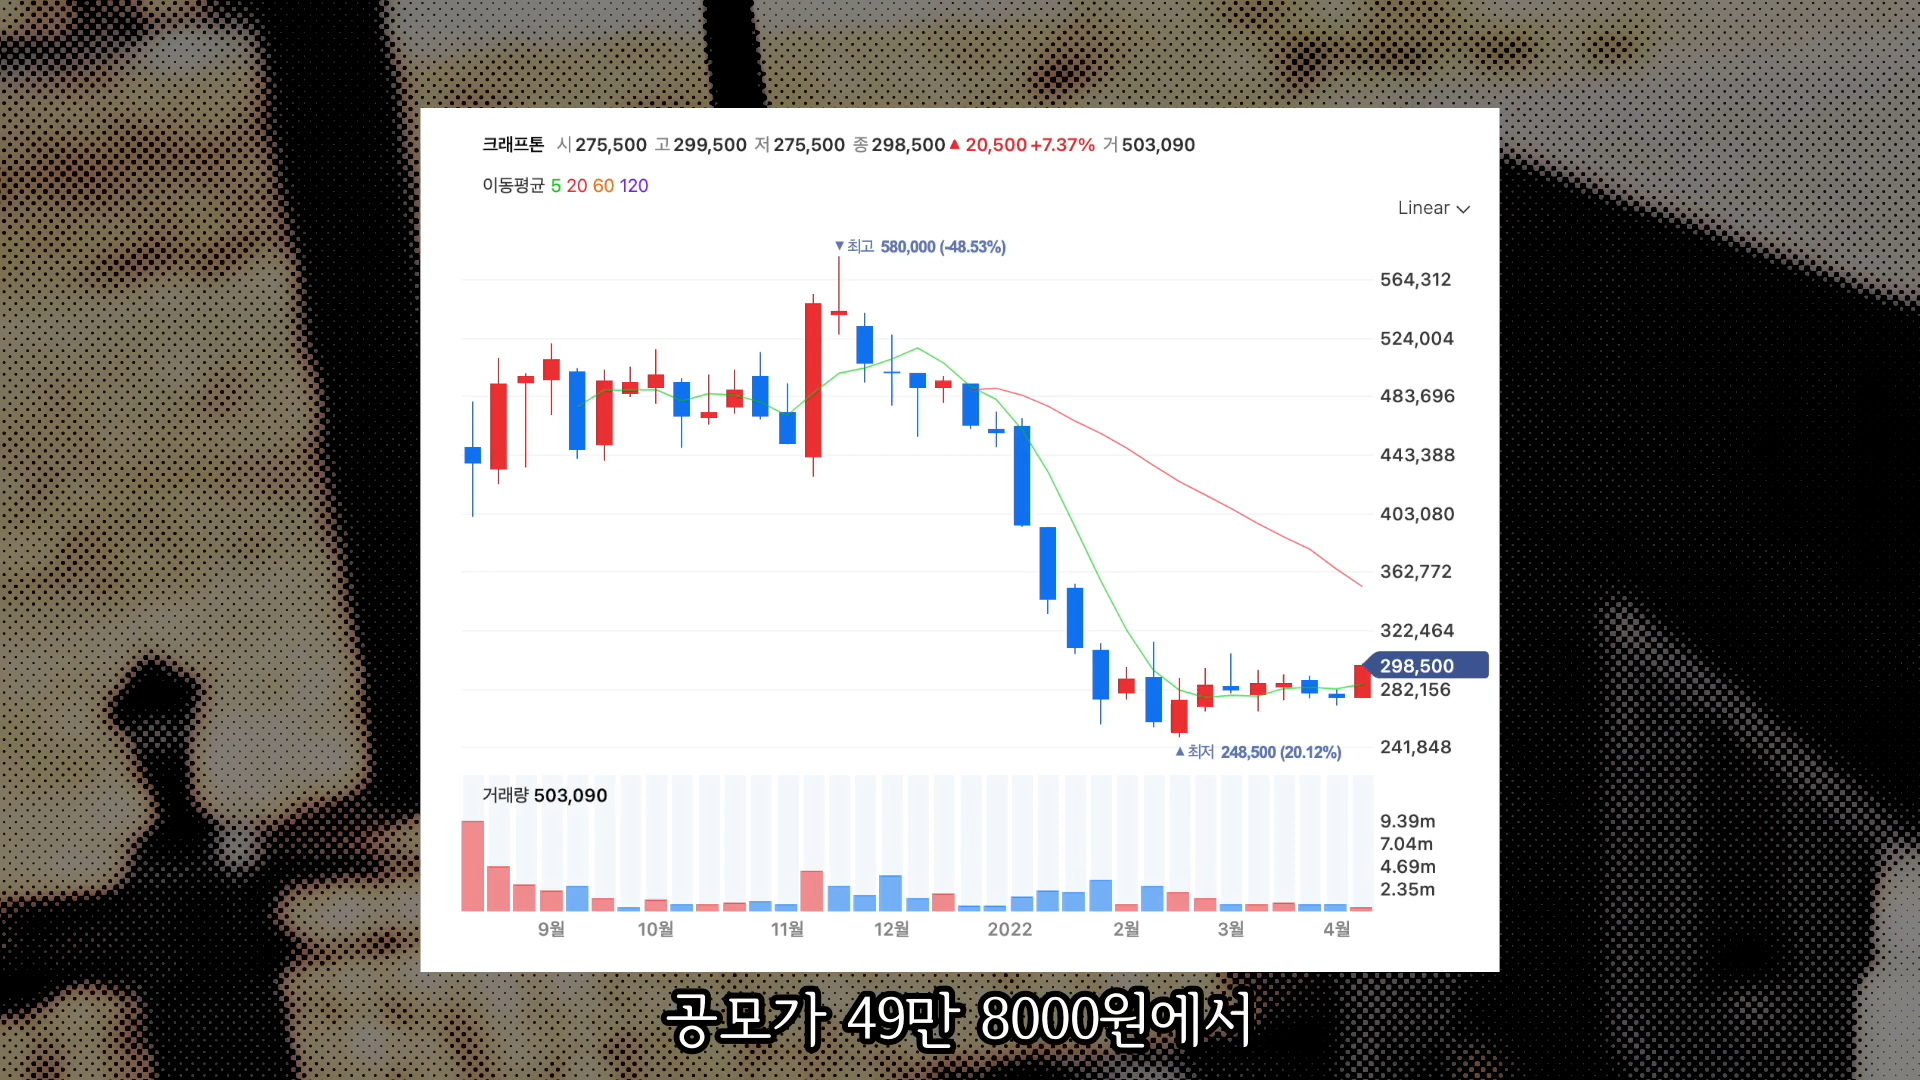 크래프톤 시 275,500 고 299,500 저 275,500 종 298,500 ▲ 20,500 +7.37% 거 503,090
이동평균 5 20 60 120
Linear
▼최고 580,000 (-48.53%)
564,312
524,004
483,696
443,388
403,080
362,772
322,464
298,500
282,156
▲최저 248,500 (20.12%)
241,848
거래량 503,090
9.39m
7.04m
4.69m
2.35m
9월 10월 11월 12월 2022 2월 3월 4월
공모가 49만 8000원에서